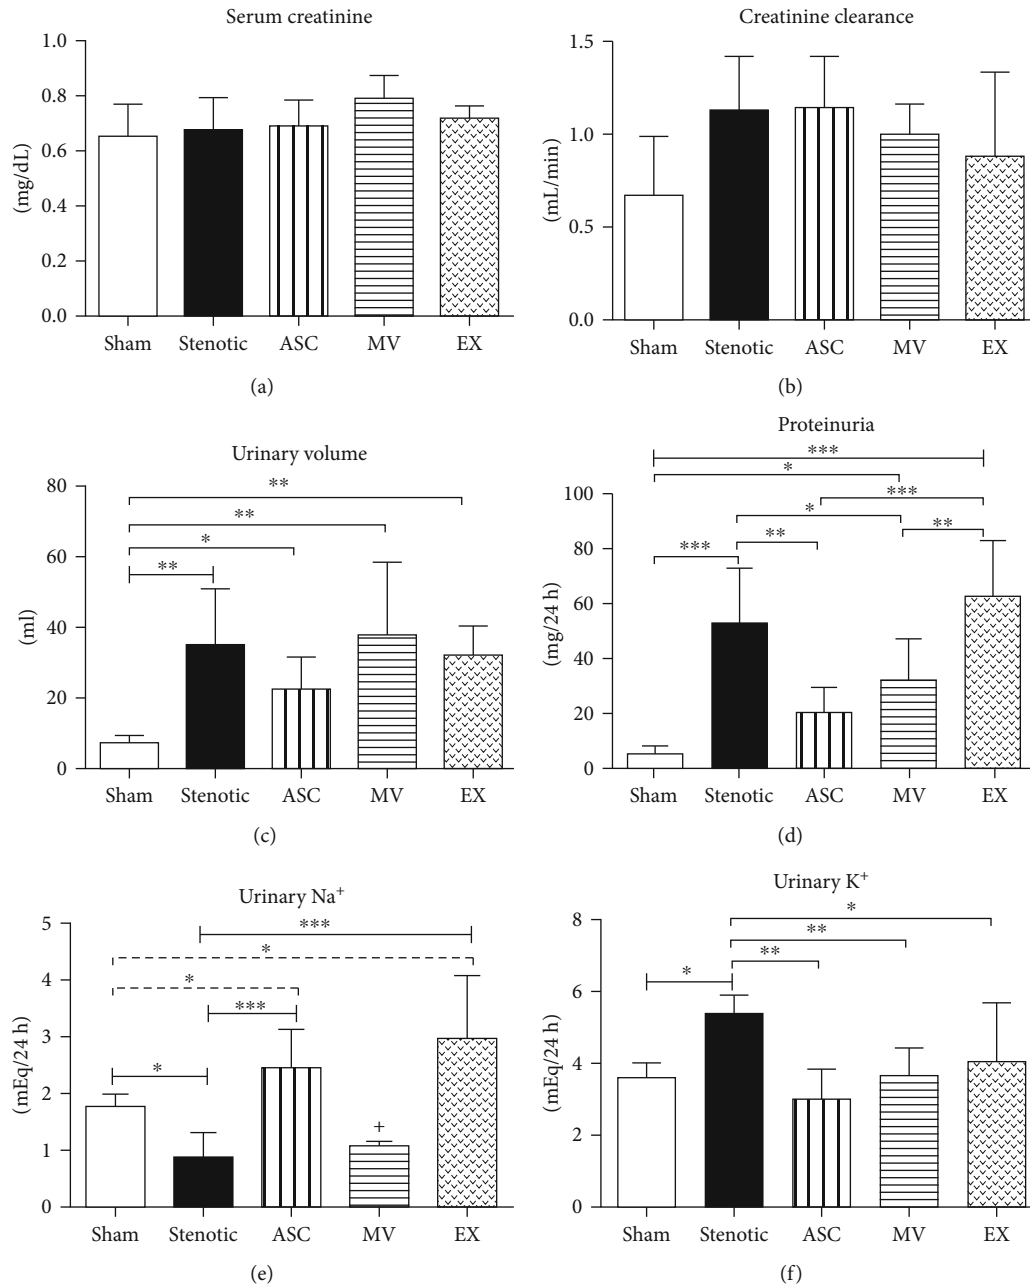 Serum creatinine
1.0
0.8
0.6
0.4
0.2
0.0
(mg/dL)
Sham Stenotic ASC MV EX
(a)
Creatinine clearance
1.5
1.0
0.5
0.0
(mL/min)
Sham Stenotic ASC MV EX
(b)
Urinary volume
80
60
40
20
0
(ml)
**
**
*
**
Sham Stenotic ASC MV EX
(c)
Proteinuria
100
80
60
40
20
0
(mg/24 h)
***
*
***
*
**
***
**
Sham Stenotic ASC MV EX
(d)
Urinary Na⁺
5
4
3
2
1
0
(mEq/24 h)
***
*
*
***
*
+
Sham Stenotic ASC MV EX
(e)
Urinary K⁺
8
6
4
2
0
(mEq/24 h)
*
**
**
*
Sham Stenotic ASC MV EX
(f)